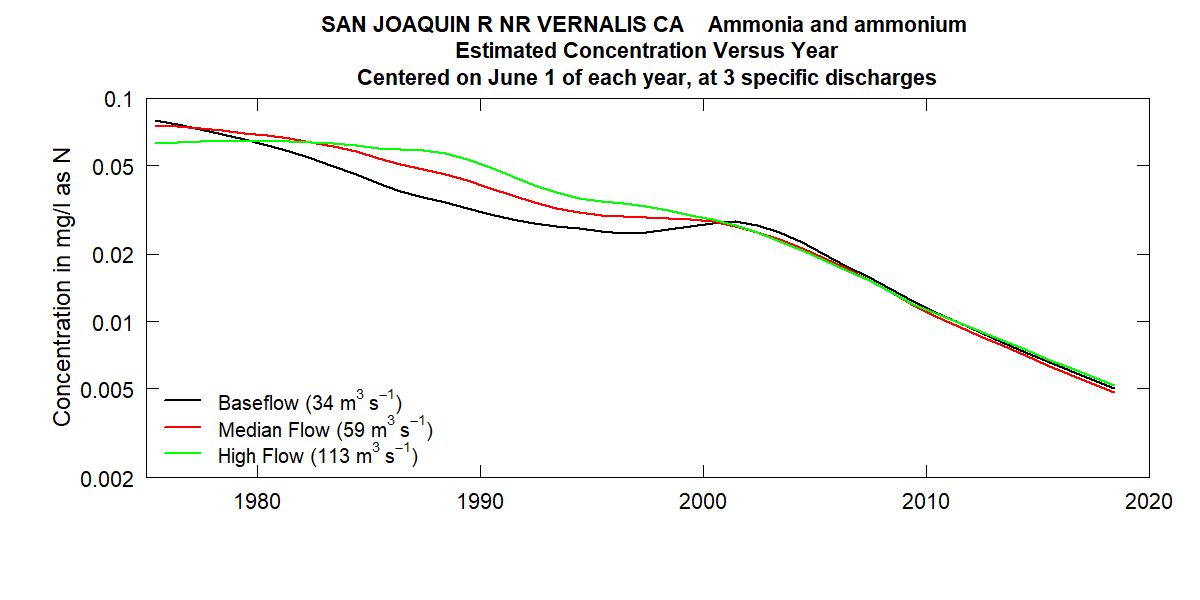 SAN JOAQUIN R NR VERNALIS CA Ammonia and ammonium
Estimated Concentration Versus Year
Centered on June 1 of each year, at 3 specific discharges
Concentration in mg/l as N
0.1
0.05
0.02
0.01
0.005
0.002
Baseflow (34 m³ s⁻¹)
Median Flow (59 m³ s⁻¹)
High Flow (113 m³ s⁻¹)
1980 1990 2000 2010 2020